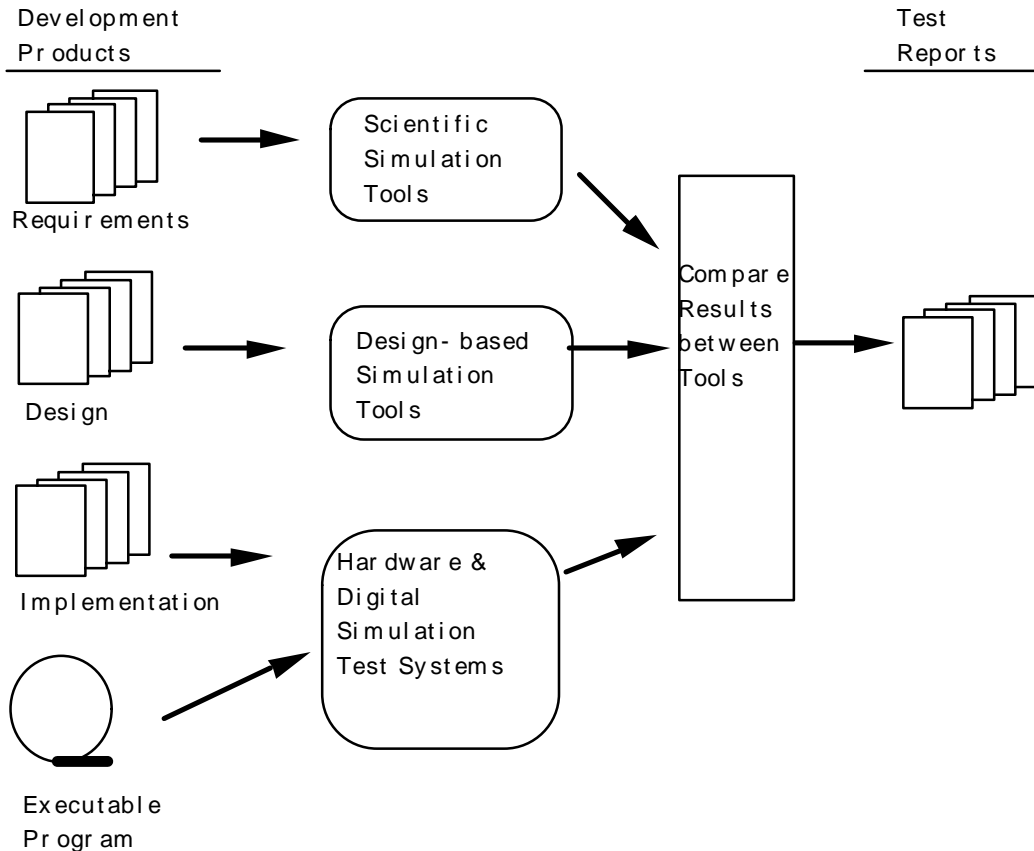 Development
Products
Test
Reports
Scientific
Simulation
Tools
Requirements
Compare
Results
between
Tools
Design-based
Simulation
Tools
Design
Hardware &
Digital
Simulation
Test Systems
Implementation
Executable
Program